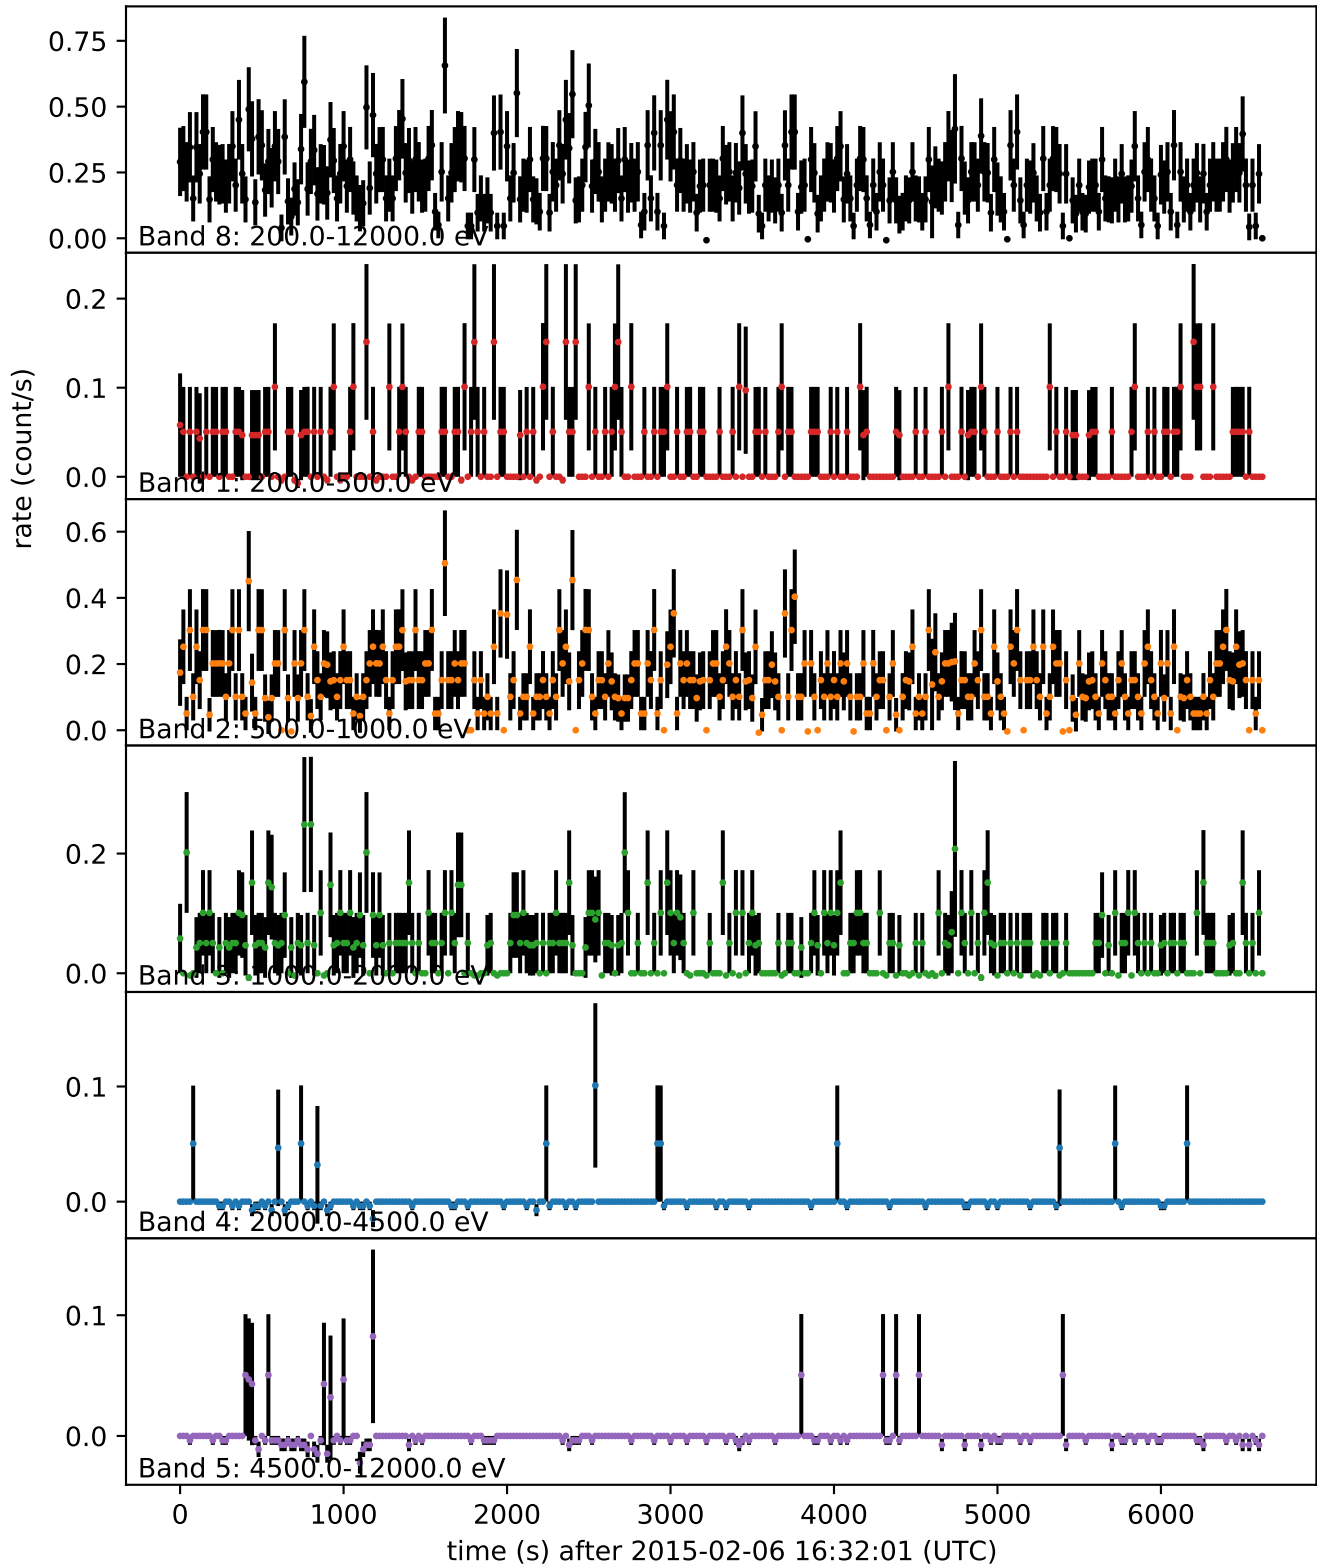 0.75
0.50
0.25
0.00
Band 8: 200.0-12000.0 eV
0.2
0.1
0.0
Band 1: 200.0-500.0 eV
rate (count/s)
0.6
0.4
0.2
0.0
Band 2: 500.0-1000.0 eV
0.2
0.0
Band 3: 1000.0-2000.0 eV
0.1
0.0
Band 4: 2000.0-4500.0 eV
0.1
0.0
Band 5: 4500.0-12000.0 eV
0 1000 2000 3000 4000 5000 6000
time (s) after 2015-02-06 16:32:01 (UTC)